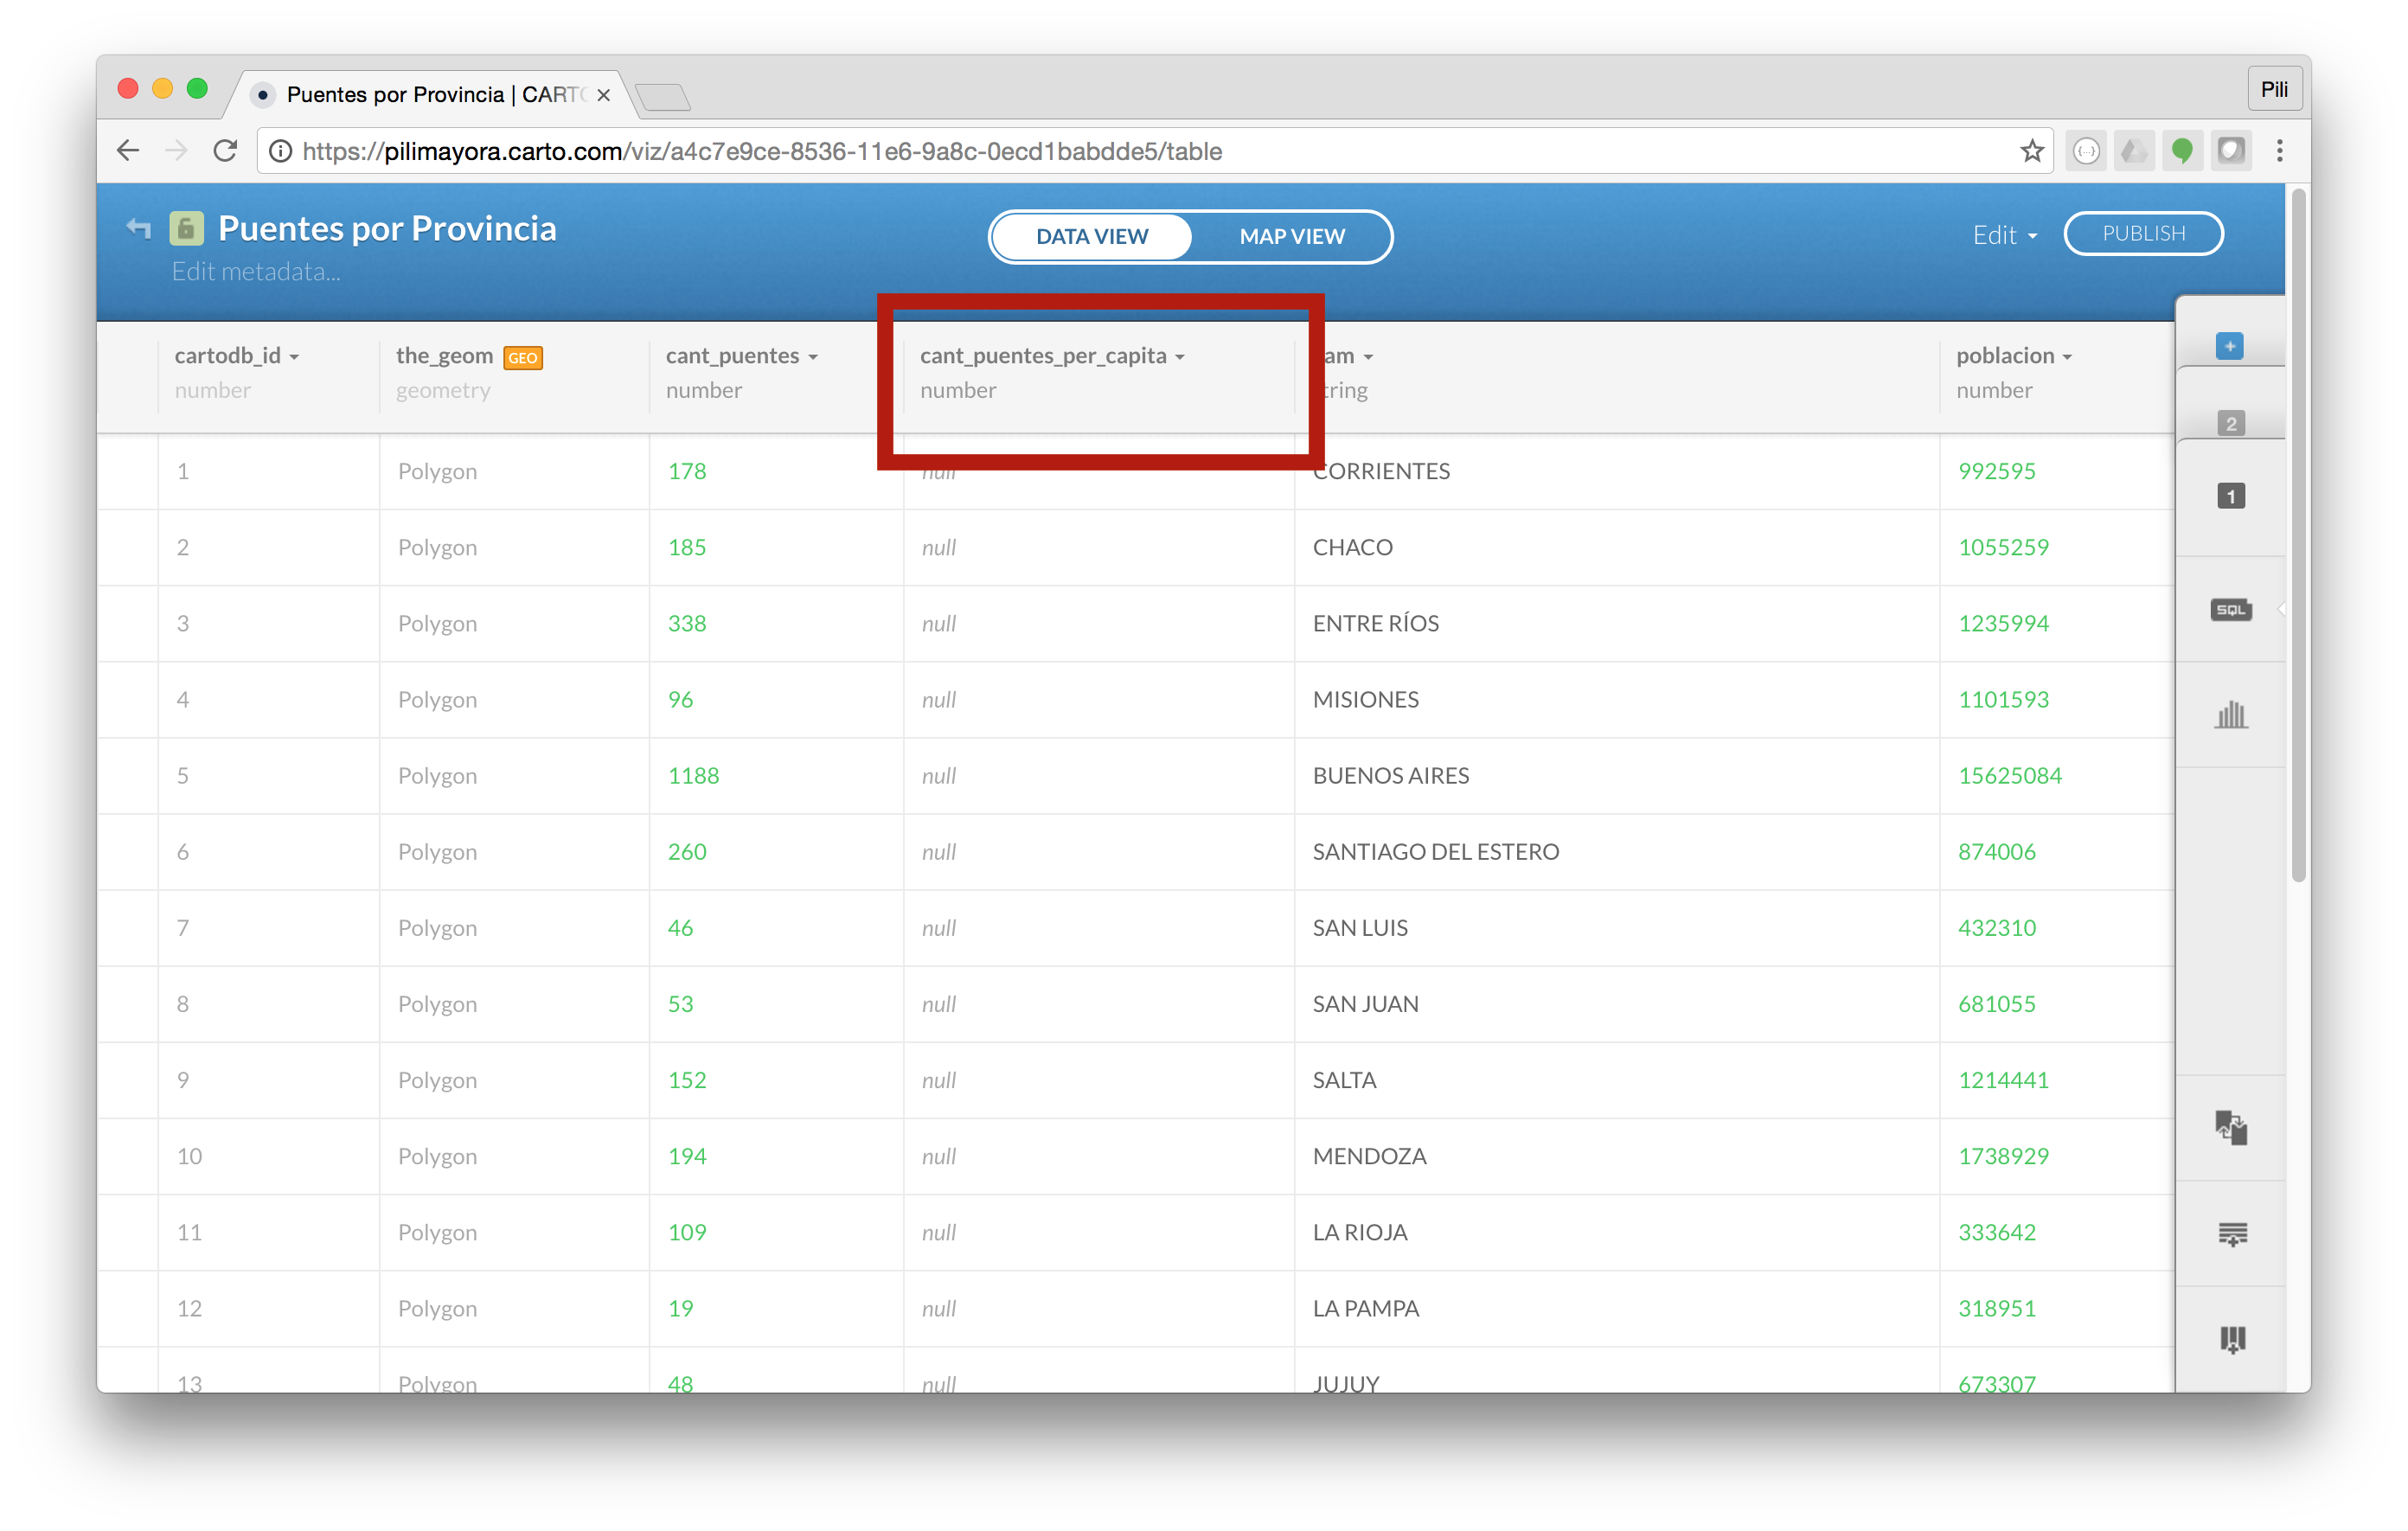 Puentes por Provincia | CARTO
Pili
https://pilimayora.carto.com/viz/a4c7e9ce-8536-11e6-9a8c-0ecd1babdde5/table
Puentes por Provincia
Edit metadata...
DATA VIEW
MAP VIEW
Edit
PUBLISH
cartodb_id the_geom GEO cant_puentes cant_puentes_per_capita am poblacion
number geometry number number tring number
1 Polygon 178 null CORRIENTES 992595
2 Polygon 185 null CHACO 1055259
3 Polygon 338 null ENTRE RÍOS 1235994
4 Polygon 96 null MISIONES 1101593
5 Polygon 1188 null BUENOS AIRES 15625084
6 Polygon 260 null SANTIAGO DEL ESTERO 874006
7 Polygon 46 null SAN LUIS 432310
8 Polygon 53 null SAN JUAN 681055
9 Polygon 152 null SALTA 1214441
10 Polygon 194 null MENDOZA 1738929
11 Polygon 109 null LA RIOJA 333642
12 Polygon 19 null LA PAMPA 318951
13 Polygon 48 null JUJUY 673307
2
1
SQL